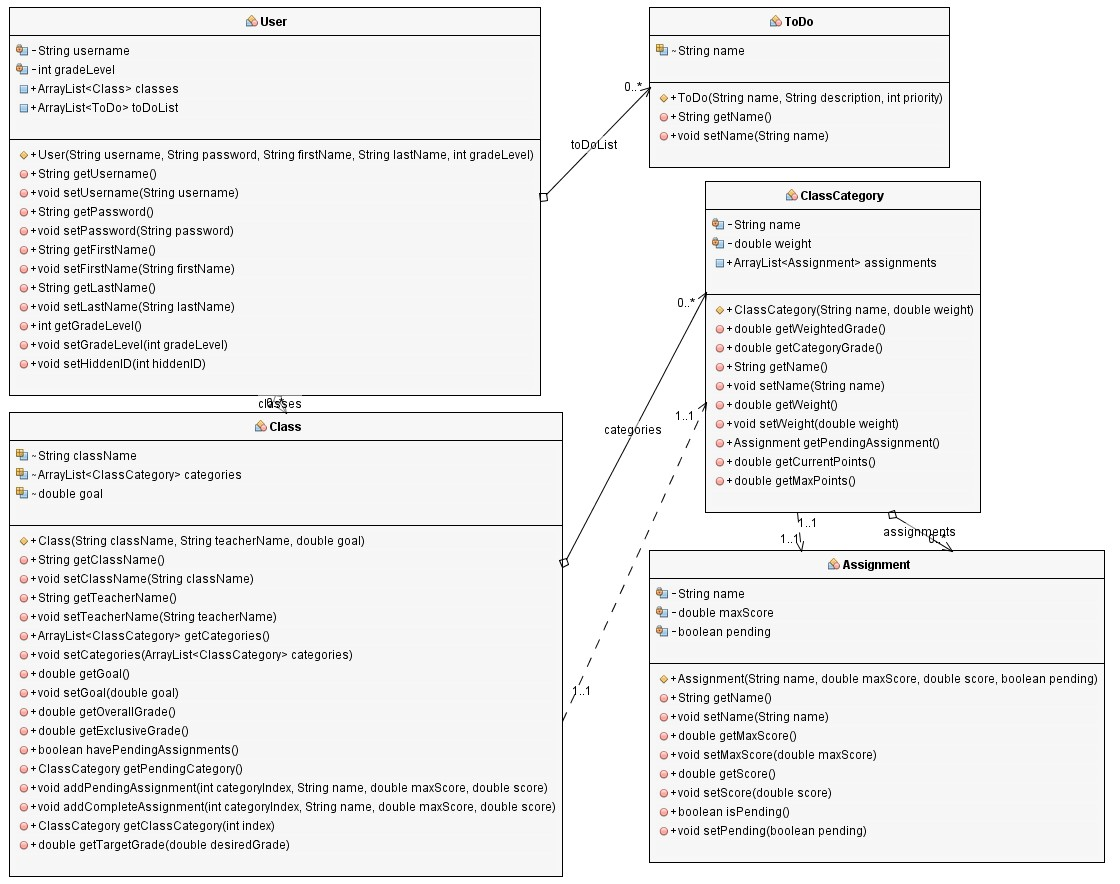 User
-String username
-int gradeLevel
+ArrayList<Class> classes
+ArrayList<ToDo> toDoList
+User(String username, String password, String firstName, String lastName, int gradeLevel)
+String getUsername()
+void setUsername(String username)
+String getPassword()
+void setPassword(String password)
+String getFirstName()
+void setFirstName(String firstName)
+String getLastName()
+void setLastName(String lastName)
+int getGradeLevel()
+void setGradeLevel(int gradeLevel)
+void setHiddenID(int hiddenID)
ToDo
~String name
+ToDo(String name, String description, int priority)
+String getName()
+void setName(String name)
0..*
toDoList
ClassCategory
-String name
-double weight
+ArrayList<Assignment> assignments
+ClassCategory(String name, double weight)
+double getWeightedGrade()
+double getCategoryGrade()
+String getName()
+void setName(String name)
+double getWeight()
+void setWeight(double weight)
+Assignment getPendingAssignment()
+double getCurrentPoints()
+double getMaxPoints()
0..*
categories
1..1
1..1
classes
Class
~String className
~ArrayList<ClassCategory> categories
~double goal
+Class(String className, String teacherName, double goal)
+String getClassName()
+void setClassName(String className)
+String getTeacherName()
+void setTeacherName(String teacherName)
+ArrayList<ClassCategory> getCategories()
+void setCategories(ArrayList<ClassCategory> categories)
+double getGoal()
+void setGoal(double goal)
+double getOverallGrade()
+double getExclusiveGrade()
+boolean havePendingAssignments()
+ClassCategory getPendingCategory()
+void addPendingAssignment(int categoryIndex, String name, double maxScore, double score)
+void addCompleteAssignment(int categoryIndex, String name, double maxScore, double score)
+ClassCategory getClassCategory(int index)
+double getTargetGrade(double desiredGrade)
1..1
1..1
assignments
0..*
Assignment
-String name
-double maxScore
-boolean pending
+Assignment(String name, double maxScore, double score, boolean pending)
+String getName()
+void setName(String name)
+double getMaxScore()
+void setMaxScore(double maxScore)
+double getScore()
+void setScore(double score)
+boolean isPending()
+void setPending(boolean pending)